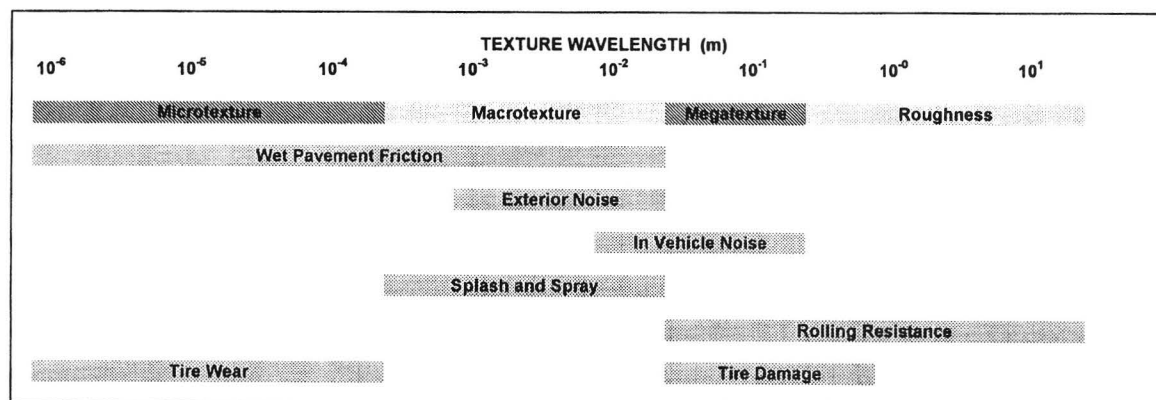 TEXTURE WAVELENGTH (m)
10⁻⁶ 10⁻⁵ 10⁻⁴ 10⁻³ 10⁻² 10⁻¹ 10⁻⁰ 10¹
Microtexture Macrotexture Megatexture Roughness
Wet Pavement Friction
Exterior Noise
In Vehicle Noise
Splash and Spray
Rolling Resistance
Tire Wear Tire Damage